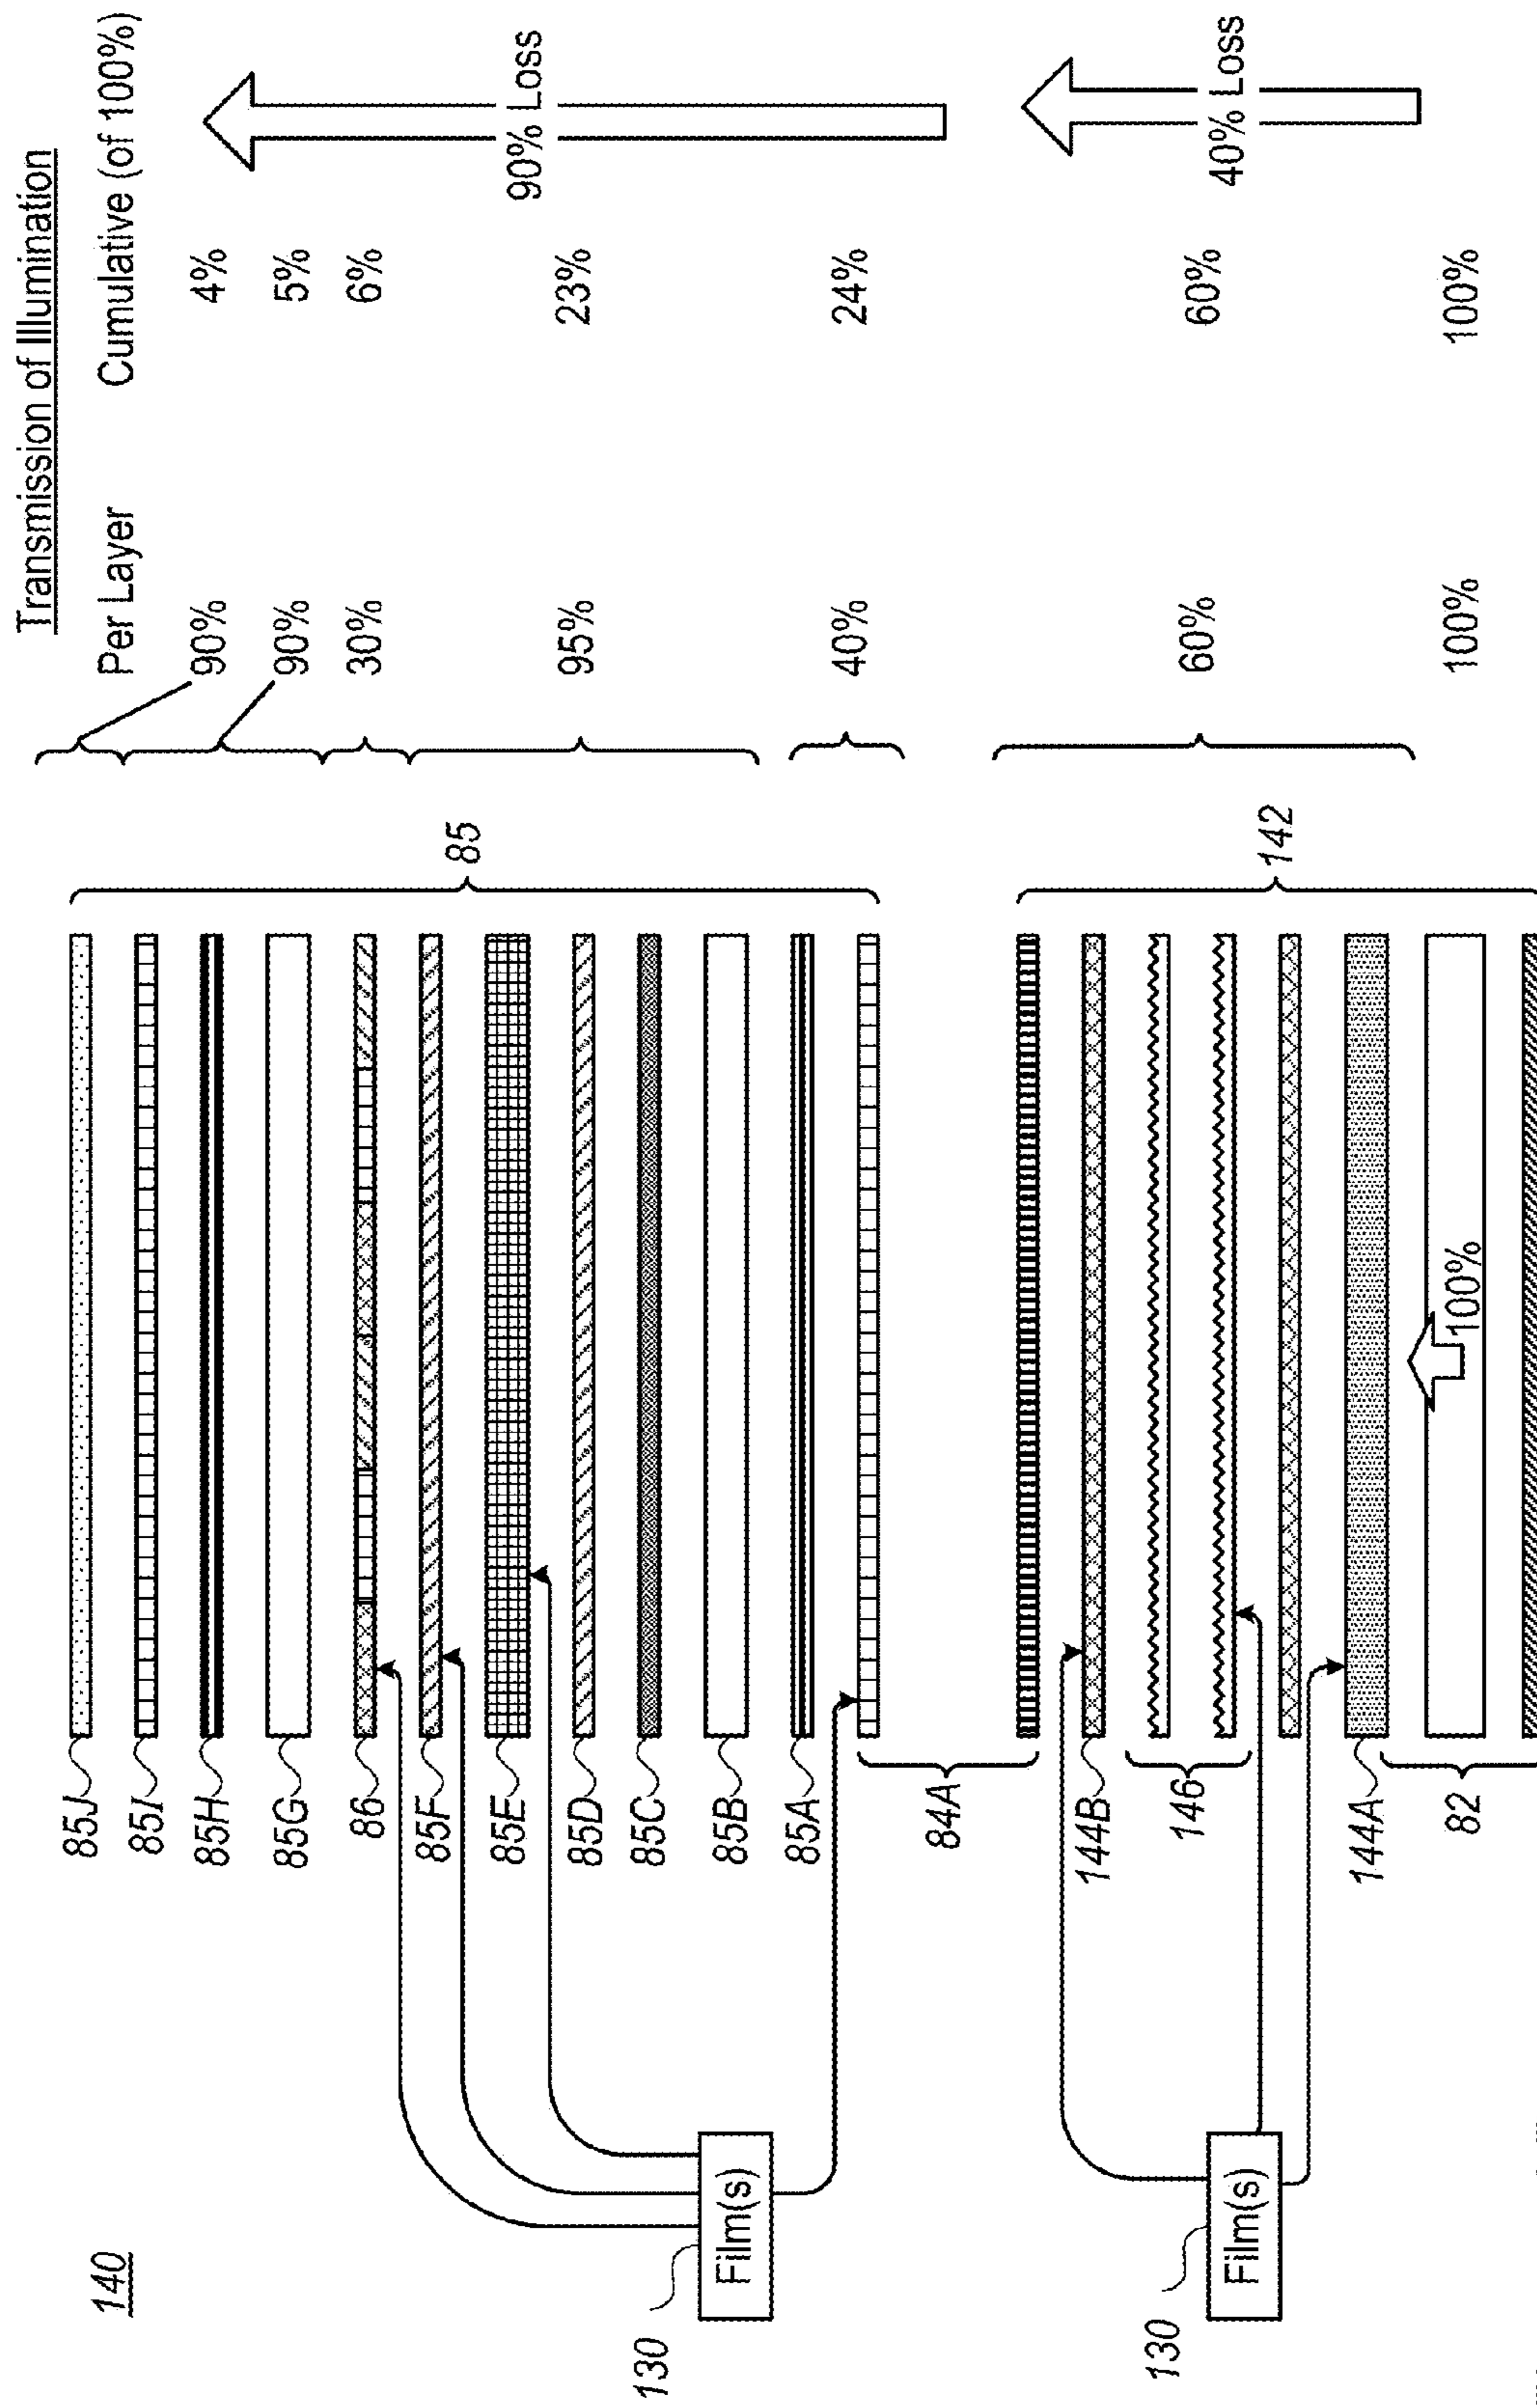 140
Transmission of Illumination
Per Layer Cumulative (of 100%)
85J 90% 4%
85I
85H
85G 90% 5%
86 30% 6%
85F
85E
85 90% Loss
85D 95% 23%
85C
85B
85A 40% 24%
130 Film(s)
84A
144B
146 60% 60%
142 40% Loss
144A
100%
82 100% 100%
130 Film(s)